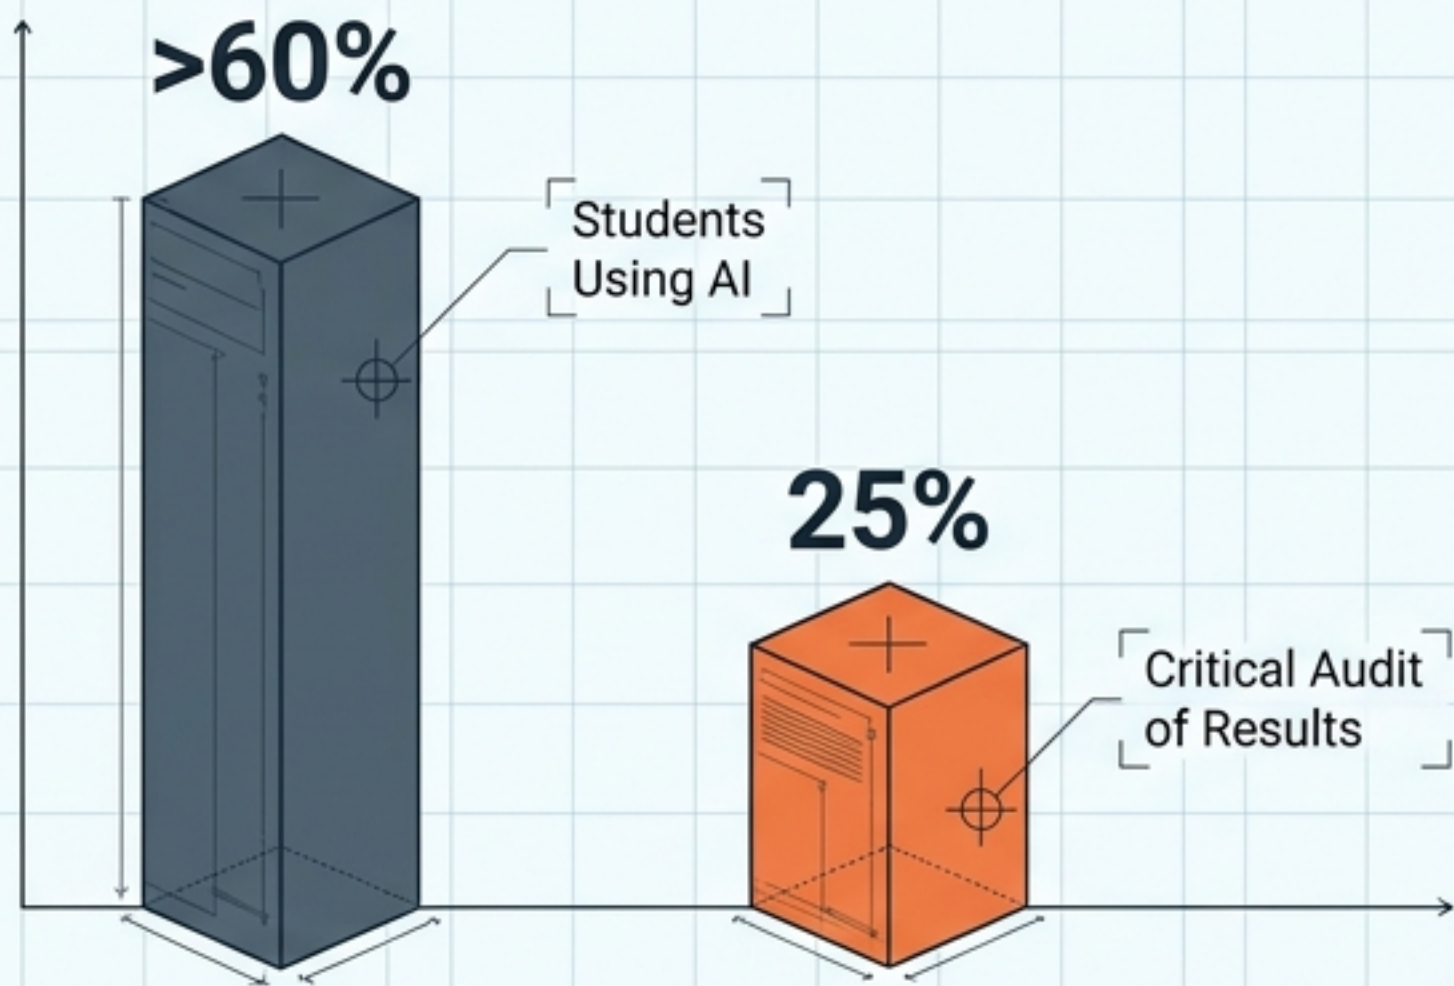 >60%
Students
Using AI
25%
Critical Audit
of Results